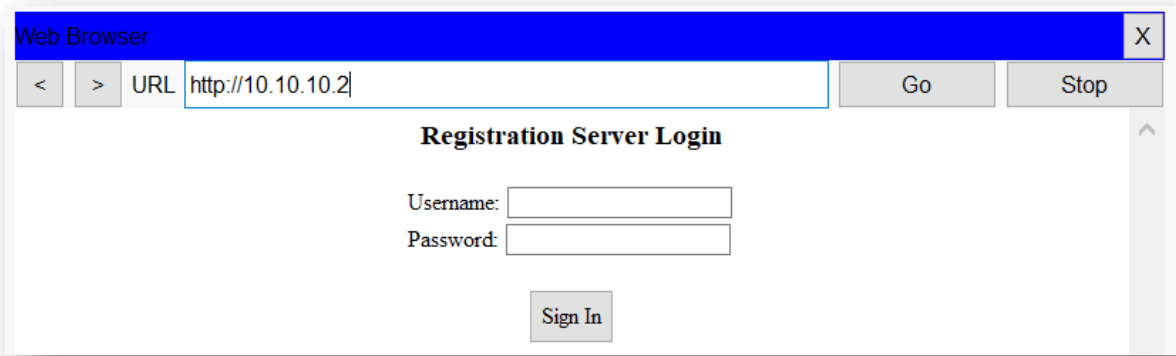 Web Browser X
< > URL http://10.10.10.2 Go Stop
Registration Server Login
Username:
Password:
Sign In